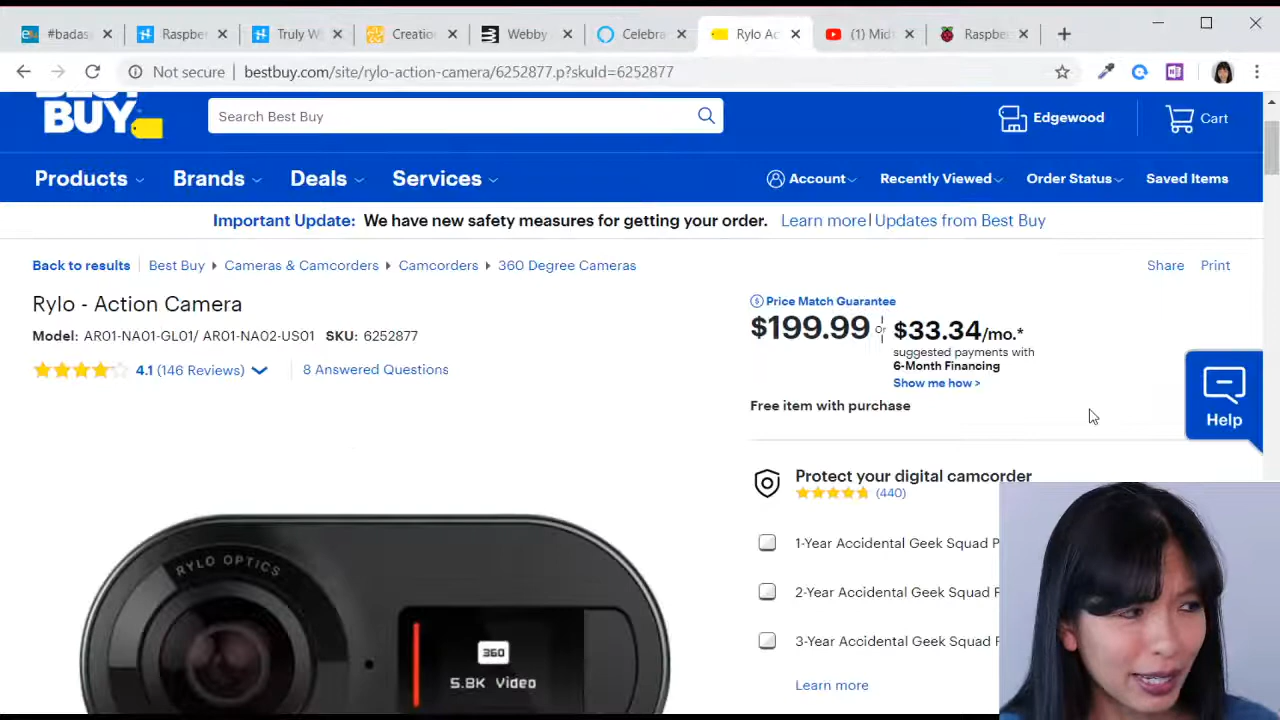 #badas
Raspber
Truly W
Creation
Webby
Celebra
Rylo Ac
(1) Mid
Raspbe
Not secure
bestbuy.com/site/rylo-action-camera/6252877.p?skuId=6252877
BEST
BUY
Search Best Buy
Edgewood
Cart
Products
Brands
Deals
Services
Account
Recently Viewed
Order Status
Saved Items
Important Update: We have new safety measures for getting your order. Learn more | Updates from Best Buy
Back to results
Best Buy
Cameras & Camcorders
Camcorders
360 Degree Cameras
Share
Print
Rylo - Action Camera
Model: AR01-NA01-GL01/ AR01-NA02-US01 SKU: 6252877
4.1 (146 Reviews)
8 Answered Questions
Price Match Guarantee
$199.99 or $33.34/mo.*
suggested payments with
6-Month Financing
Show me how >
Free item with purchase
Help
Protect your digital camcorder
(440)
1-Year Accidental Geek Squad P
2-Year Accidental Geek Squad P
3-Year Accidental Geek Squad P
Learn more
RYLO OPTICS
360
5.8K Video